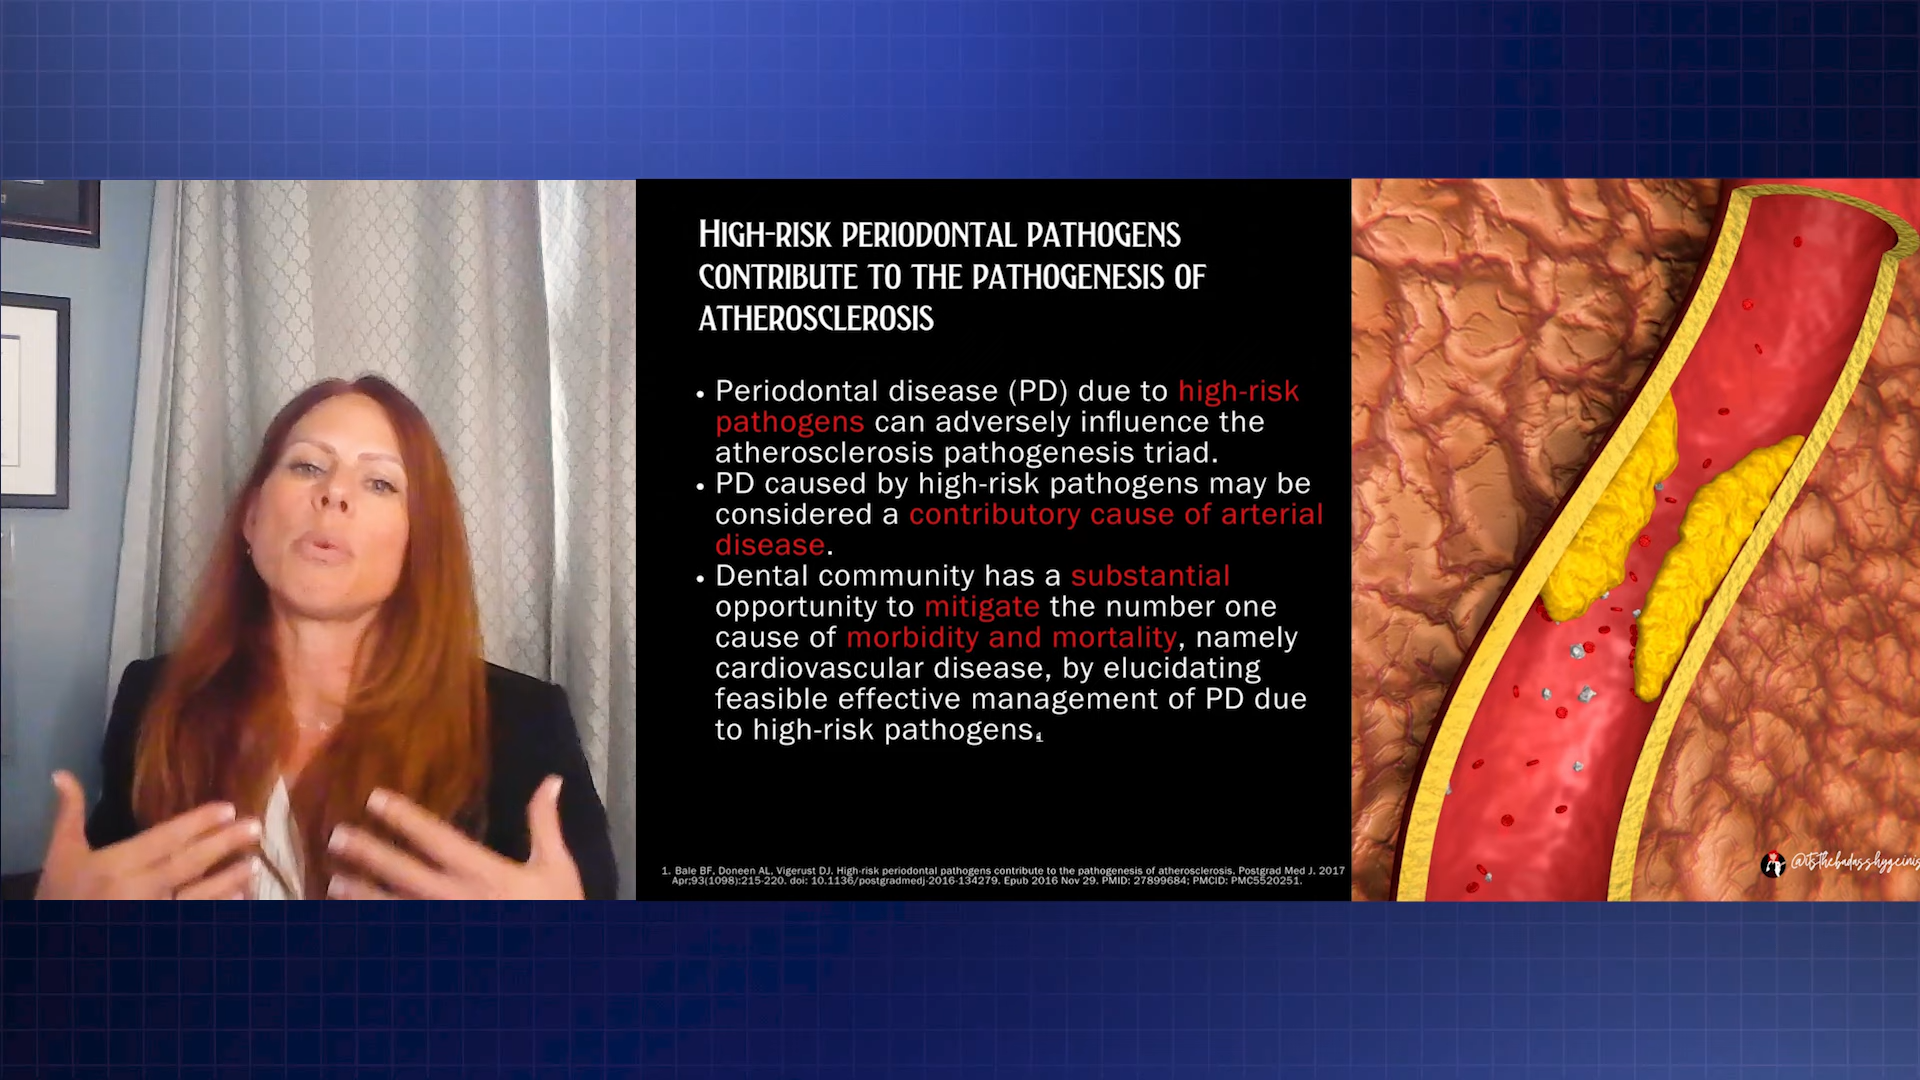 HIGH-RISK PERIODONTAL PATHOGENS
CONTRIBUTE TO THE PATHOGENESIS OF
ATHEROSCLEROSIS
• Periodontal disease (PD) due to high-risk
pathogens can adversely influence the
atherosclerosis pathogenesis triad.
• PD caused by high-risk pathogens may be
considered a contributory cause of arterial
disease.
• Dental community has a substantial
opportunity to mitigate the number one
cause of morbidity and mortality, namely
cardiovascular disease, by elucidating
feasible effective management of PD due
to high-risk pathogens.
1. Bale BF, Doneen AL, Vigerust DJ. High-risk periodontal pathogens contribute to the pathogenesis of atherosclerosis. Postgrad Med J. 2017
Apr;93(1098):215-220. doi: 10.1136/postgradmedj-2016-134279. Epub 2016 Nov 29. PMID: 27899684; PMCID: PMC5520251.
@itsthebadasshygeinis